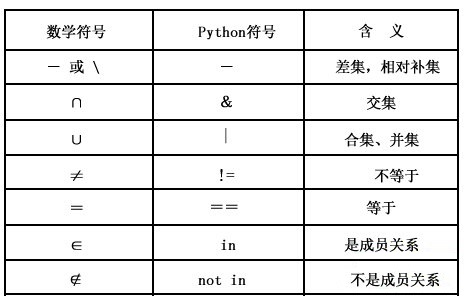 数学符号 Python符号 含 义
- 或 \ - 差集，相对补集
∩ & 交集
∪ | 合集、并集
≠ != 不等于
= == 等于
∈ in 是成员关系
∉ not in 不是成员关系